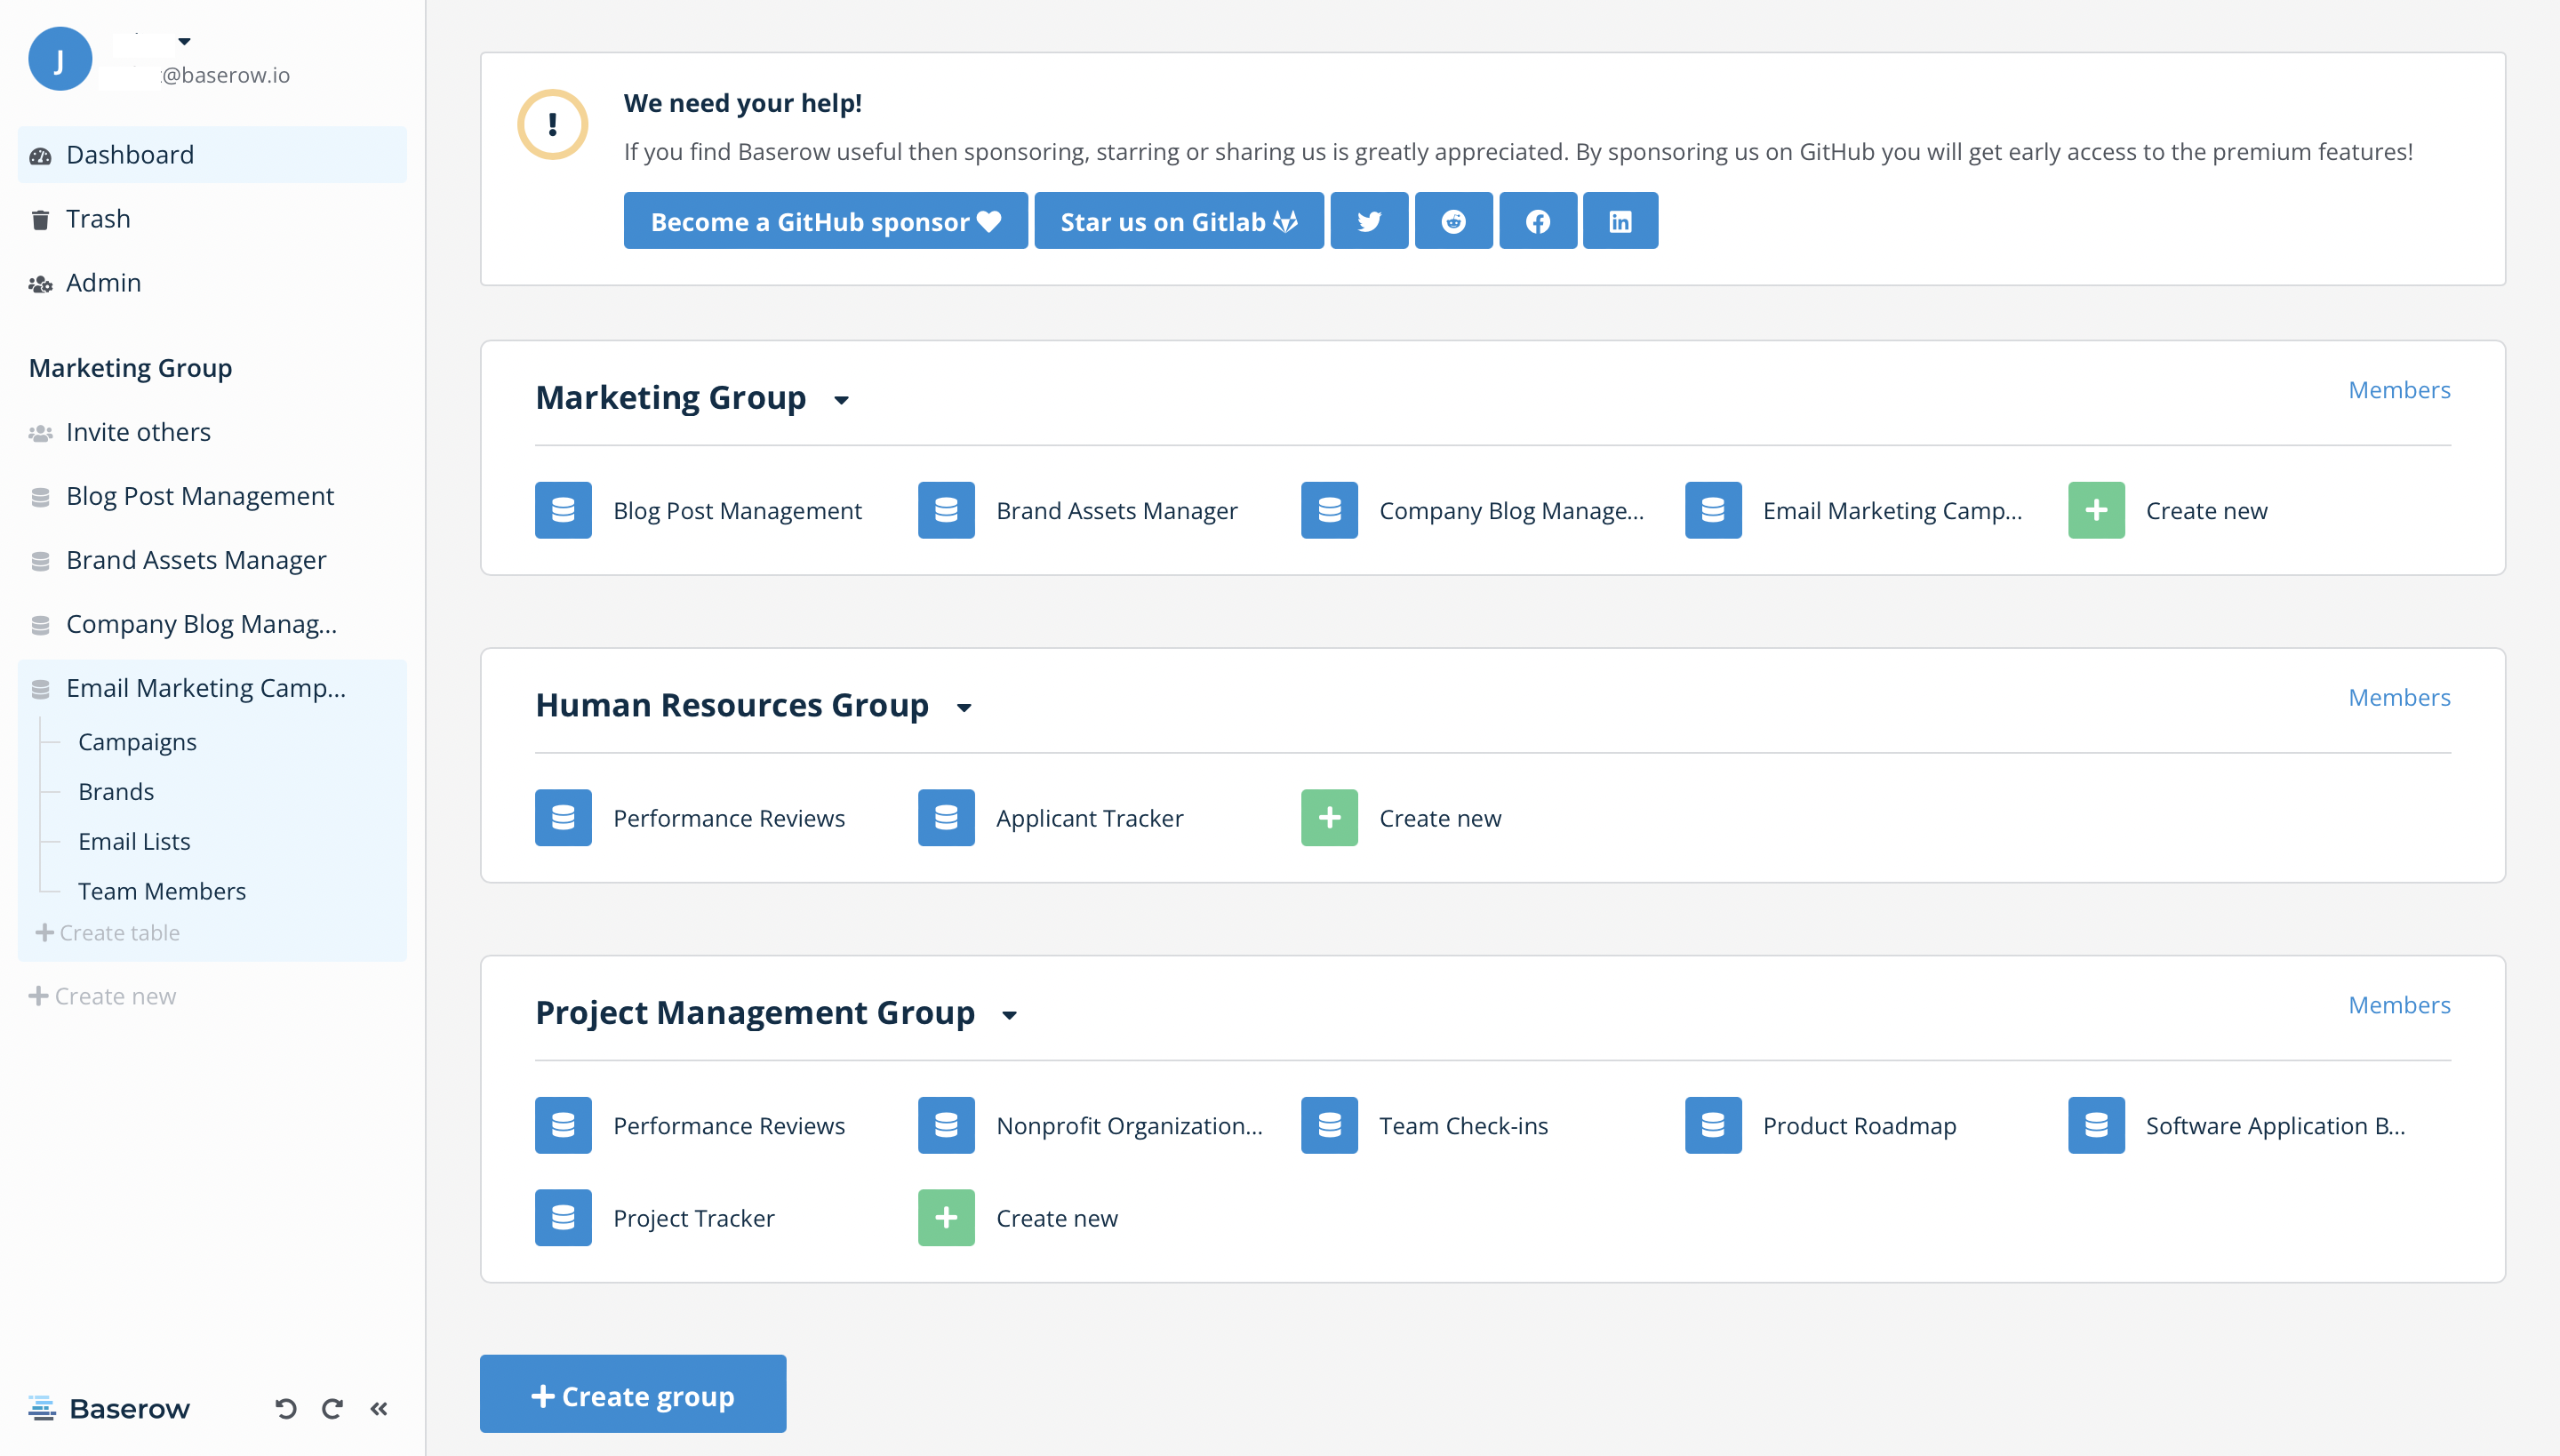 J
@baserow.io
Dashboard
Trash
Admin
Marketing Group
Invite others
Blog Post Management
Brand Assets Manager
Company Blog Manag...
Email Marketing Camp...
Campaigns
Brands
Email Lists
Team Members
+ Create table
+ Create new
Baserow
We need your help!
If you find Baserow useful then sponsoring, starring or sharing us is greatly appreciated. By sponsoring us on GitHub you will get early access to the premium features!
Become a GitHub sponsor Star us on Gitlab
Marketing Group Members
Blog Post Management Brand Assets Manager Company Blog Manage... Email Marketing Camp... Create new
Human Resources Group Members
Performance Reviews Applicant Tracker Create new
Project Management Group Members
Performance Reviews Nonprofit Organization... Team Check-ins Product Roadmap Software Application B...
Project Tracker Create new
+ Create group